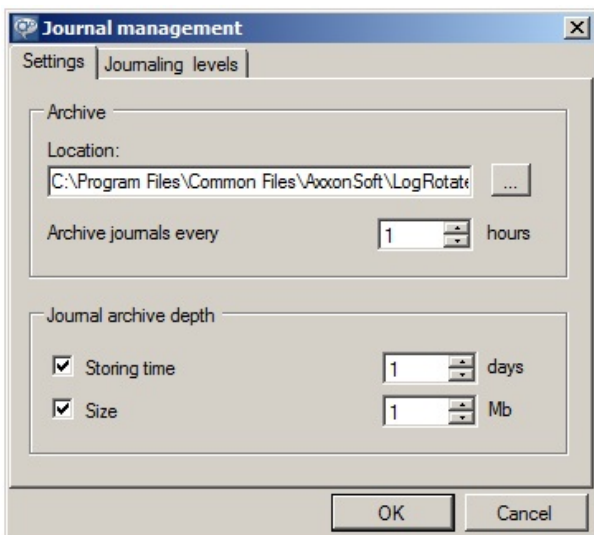 Journal management
Settings Journaling levels
Archive
Location:
C:\Program Files\Common Files\AxxonSoft\LogRotate ...
Archive journals every 1 hours
Journal archive depth
Storing time 1 days
Size 1 Mb
OK Cancel